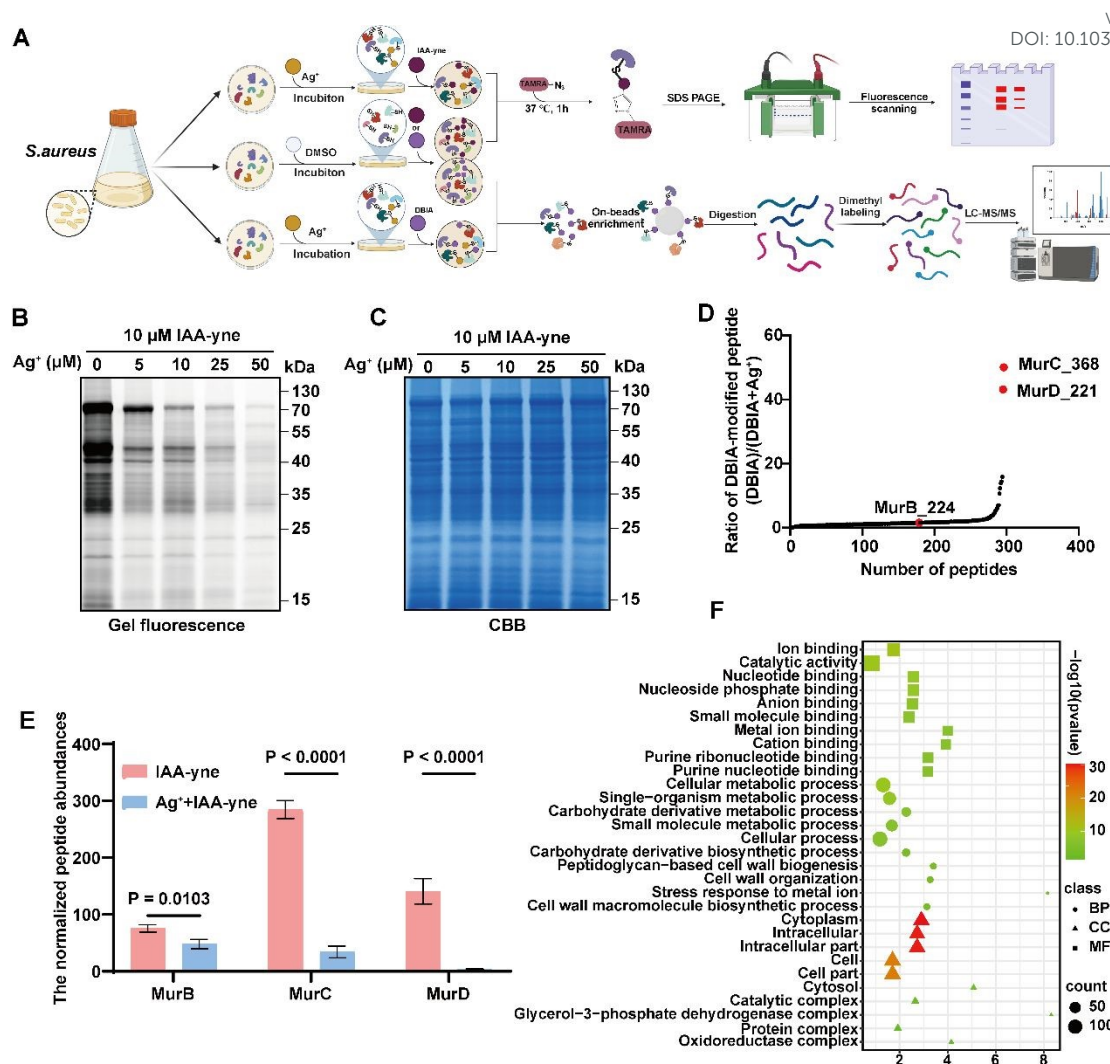 A
DOI: 10.103
S.aureus
Ag⁺
Incubiton
DMSO
Incubiton
Ag⁺
Incubation
IAA-yne
or
DBIA
TAMRA
N₃
37 °C, 1h
TAMRA
SDS PAGE
Fluorescence
scanning
On-beads
enrichment
Digestion
Dimethyl
labeling
LC-MS/MS
B
10 μM IAA-yne
Ag⁺ (μM)
0 5 10 25 50 kDa
130
70
55
40
35
25
15
Gel fluorescence
C
10 μM IAA-yne
Ag⁺ (μM)
0 5 10 25 50 kDa
130
70
55
40
35
25
15
CBB
D
Ratio of DBIA-modified peptide
(DBIA)/(DBIA+Ag⁺)
60
40
20
0
MurC_368
MurD_221
MurB_224
0 100 200 300 400
Number of peptides
E
The normalized peptide abundances
400
300
200
100
0
IAA-yne
Ag⁺+IAA-yne
P = 0.0103
P < 0.0001
P < 0.0001
MurB MurC MurD
F
Ion binding
Catalytic activity
Nucleotide binding
Nucleoside phosphate binding
Anion binding
Small molecule binding
Metal ion binding
Cation binding
Purine ribonucleotide binding
Purine nucleotide binding
Cellular metabolic process
Single-organism metabolic process
Carbohydrate derivative metabolic process
Small molecule metabolic process
Cellular process
Carbohydrate derivative biosynthetic process
Peptidoglycan-based cell wall biogenesis
Cell wall organization
Stress response to metal ion
Cell wall macromolecule biosynthetic process
Cytoplasm
Intracellular
Intracellular part
Cell
Cell part
Cytosol
Catalytic complex
Glycerol-3-phosphate dehydrogenase complex
Protein complex
Oxidoreductase complex
2 4 6 8
−log10(pvalue)
30
20
10
class
BP
CC
MF
count
50
100